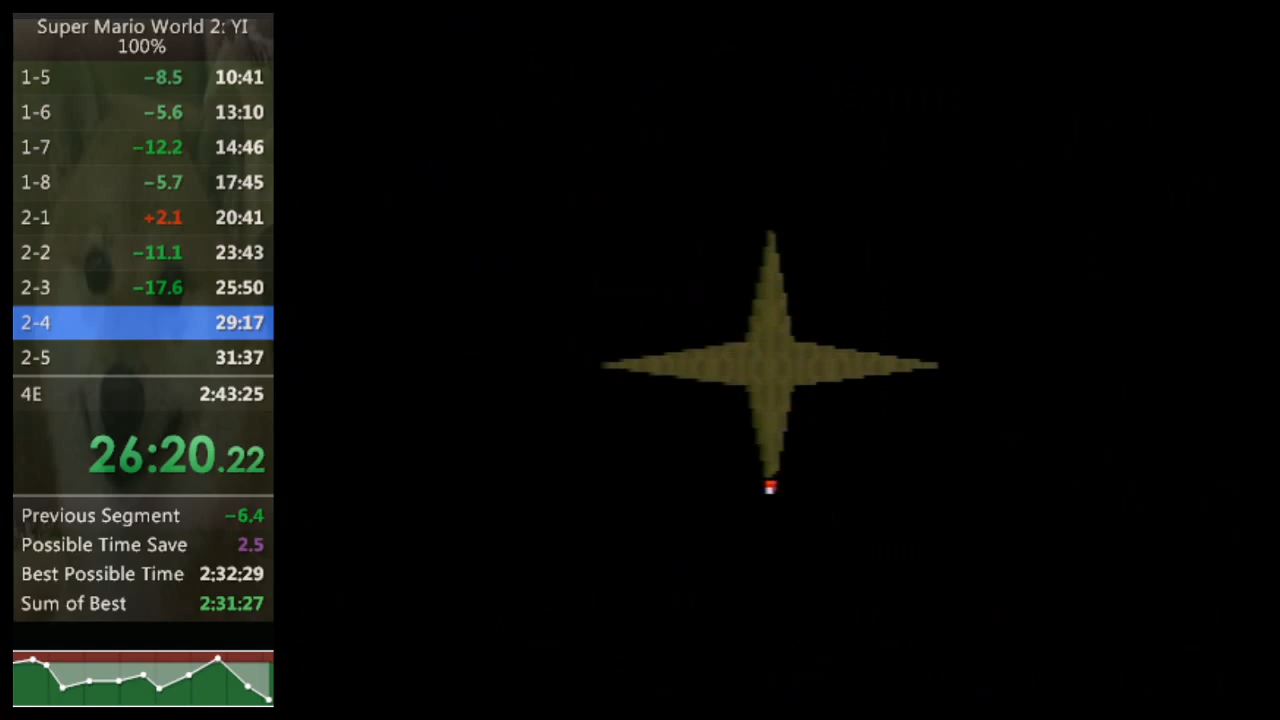 Super Mario World 2: YI
100%
1-5 −8.5 10:41
1-6 −5.6 13:10
1-7 −12.2 14:46
1-8 −5.7 17:45
2-1 +2.1 20:41
2-2 −11.1 23:43
2-3 −17.6 25:50
2-4 29:17
2-5 31:37
4E 2:43:25
26:20.22
Previous Segment −6.4
Possible Time Save 2.5
Best Possible Time 2:32:29
Sum of Best 2:31:27